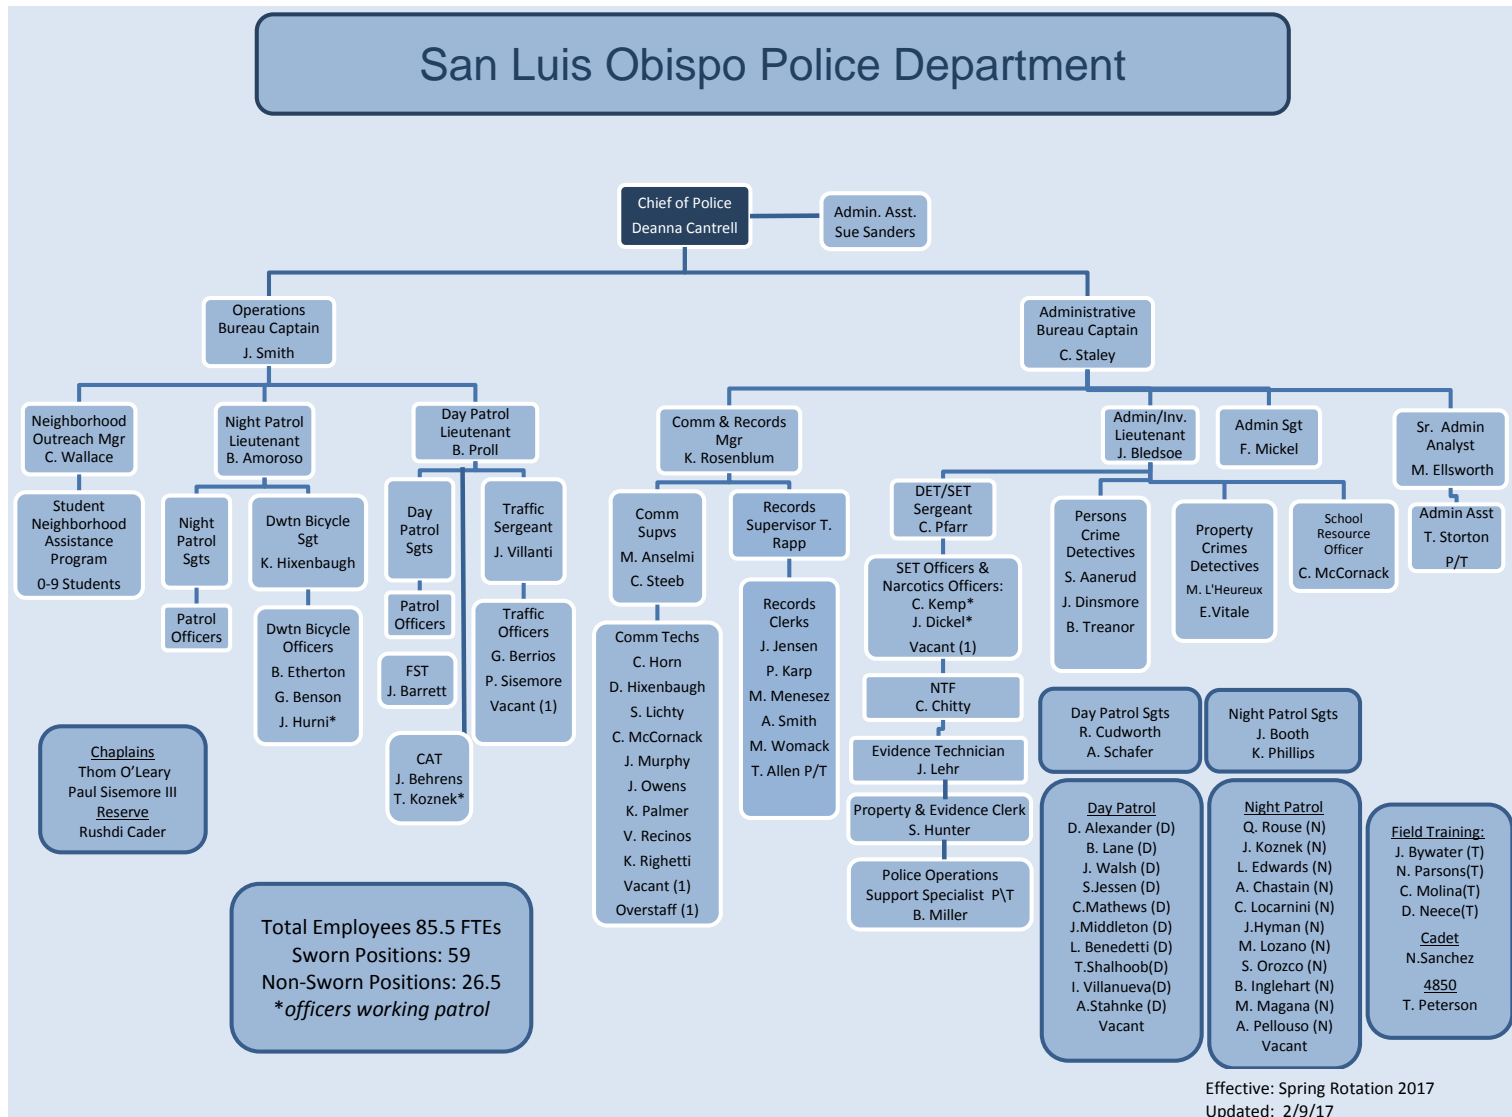 San Luis Obispo Police Department
Chief of Police
Deanna Cantrell
Admin. Asst.
Sue Sanders
Operations
Bureau Captain
J. Smith
Administrative
Bureau Captain
C. Staley
Neighborhood
Outreach Mgr
C. Wallace
Night Patrol
Lieutenant
B. Amoroso
Day Patrol
Lieutenant
B. Proll
Comm & Records
Mgr
K. Rosenblum
Admin/Inv.
Lieutenant
J. Bledsoe
Admin Sgt
F. Mickel
Sr. Admin
Analyst
M. Ellsworth
Student
Neighborhood
Assistance
Program
0-9 Students
Night
Patrol
Sgts
Patrol
Officers
Dwtn Bicycle
Sgt
K. Hixenbaugh
Dwtn Bicycle
Officers
B. Etherton
G. Benson
J. Hurni*
Day
Patrol
Sgts
Patrol
Officers
FST
J. Barrett
CAT
J. Behrens
T. Koznek*
Traffic
Sergeant
J. Villanti
Traffic
Officers
G. Berrios
P. Sisemore
Vacant (1)
Comm
Supvs
M. Anselmi
C. Steeb
Comm Techs
C. Horn
D. Hixenbaugh
S. Lichty
C. McCornack
J. Murphy
J. Owens
K. Palmer
V. Recinos
K. Righetti
Vacant (1)
Overstaff (1)
Records
Supervisor T.
Rapp
Records
Clerks
J. Jensen
P. Karp
M. Menesez
A. Smith
M. Womack
T. Allen P/T
DET/SET
Sergeant
C. Pfarr
SET Officers &
Narcotics Officers:
C. Kemp*
J. Dickel*
Vacant (1)
NTF
C. Chitty
Evidence Technician
J. Lehr
Property & Evidence Clerk
S. Hunter
Police Operations
Support Specialist P\T
B. Miller
Persons
Crime
Detectives
S. Aanerud
J. Dinsmore
B. Treanor
Property
Crimes
Detectives
M. L'Heureux
E.Vitale
School
Resource
Officer
C. McCornack
Admin Asst
T. Storton
P/T
Chaplains
Thom O’Leary
Paul Sisemore III
Reserve
Rushdi Cader
Total Employees 85.5 FTEs
Sworn Positions: 59
Non-Sworn Positions: 26.5
*officers working patrol
Day Patrol Sgts
R. Cudworth
A. Schafer
Night Patrol Sgts
J. Booth
K. Phillips
Day Patrol
D. Alexander (D)
B. Lane (D)
J. Walsh (D)
S.Jessen (D)
C.Mathews (D)
J.Middleton (D)
L. Benedetti (D)
T.Shalhoob(D)
I. Villanueva(D)
A.Stahnke (D)
Vacant
Night Patrol
Q. Rouse (N)
J. Koznek (N)
L. Edwards (N)
A. Chastain (N)
C. Locarnini (N)
J.Hyman (N)
M. Lozano (N)
S. Orozco (N)
B. Inglehart (N)
M. Magana (N)
A. Pellouso (N)
Vacant
Field Training:
J. Bywater (T)
N. Parsons(T)
C. Molina(T)
D. Neece(T)
Cadet
N.Sanchez
4850
T. Peterson
Effective: Spring Rotation 2017
Updated: 2/9/17